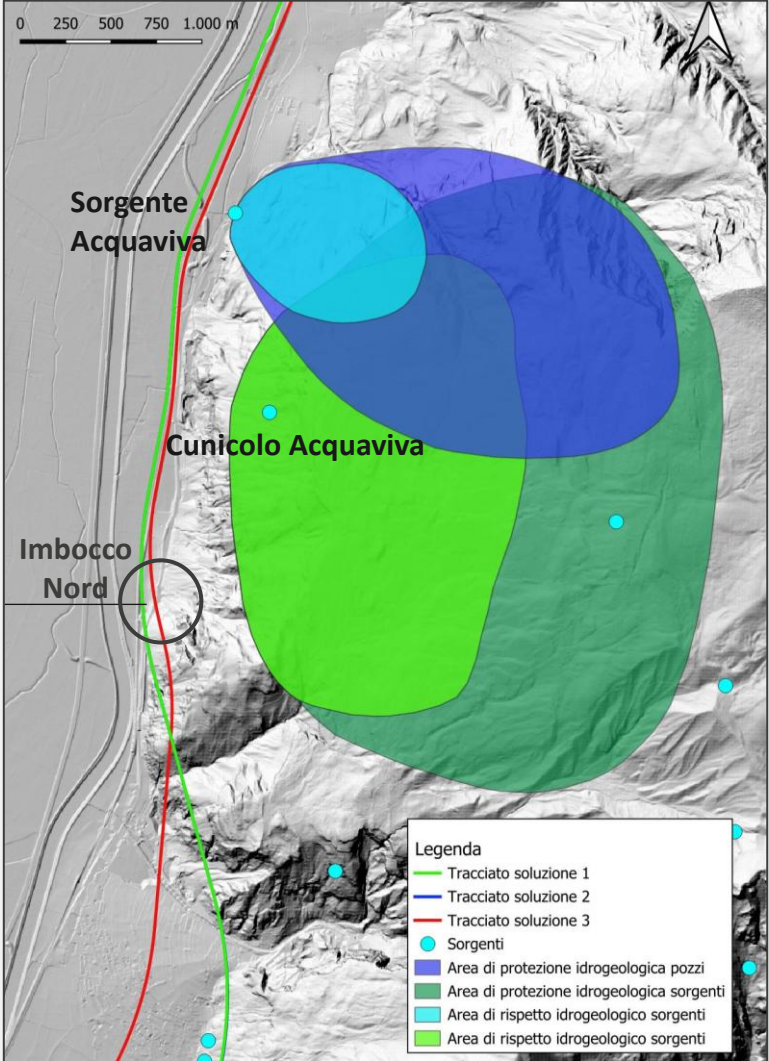 0 250 500 750 1.000 m
Sorgente
Acquaviva
Cunicolo Acquaviva
Imbocco
Nord
Legenda
Tracciato soluzione 1
Tracciato soluzione 2
Tracciato soluzione 3
Sorgenti
Area di protezione idrogeologica pozzi
Area di protezione idrogeologica sorgenti
Area di rispetto idrogeologico sorgenti
Area di rispetto idrogeologico sorgenti